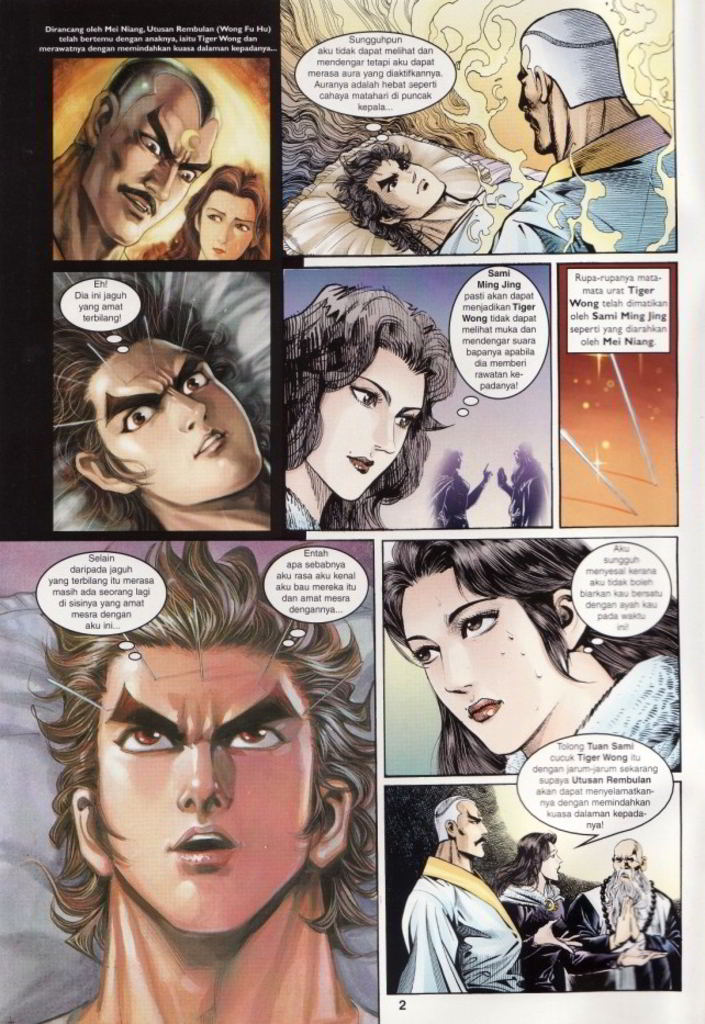 Dirancang oleh Mei Niang, Utusan Rembulan (Wong Fu Hu)
telah bertemu dengan anaknya, iaitu Tiger Wong dan
merawatnya dengan memindahkan kuasa dalaman kepadanya...
Sungguhpun
aku tidak dapat melihat dan
mendengar tetapi aku dapat
merasa aura yang diaktifkannya.
Auranya adalah hebat seperti
cahaya matahari di puncak
kepala...
Eh!
Dia ini jaguh
yang amat
terbilang!
Sami
Ming Jing
pasti akan dapat
menjadikan Tiger
Wong tidak dapat
melihat muka dan
mendengar suara
bapanya apabila
dia memberi
rawatan ke-
padanya!
Rupa-rupanya mata-
mata urat Tiger
Wong telah dimatikan
oleh Sami Ming Jing
seperti yang diarahkan
oleh Mei Niang.
Selain
daripada jaguh
yang terbilang itu merasa
masih ada seorang lagi
di sisinya yang amat
mesra dengan
aku ini...
Entah
apa sebabnya
aku rasa aku kenal
aku bau mereka itu
dan amat mesra
dengannya...
Aku
sungguh
menyesal kerana
aku tidak boleh
biarkan kau bersatu
dengan ayah kau
pada waktu
ini!
Tolong Tuan Sami
cucuk Tiger Wong itu
dengan jarum-jarum sekarang
supaya Utusan Rembulan
akan dapat menyelamatkan-
nya dengan memindahkan
kuasa dalaman kepada-
nya!
2